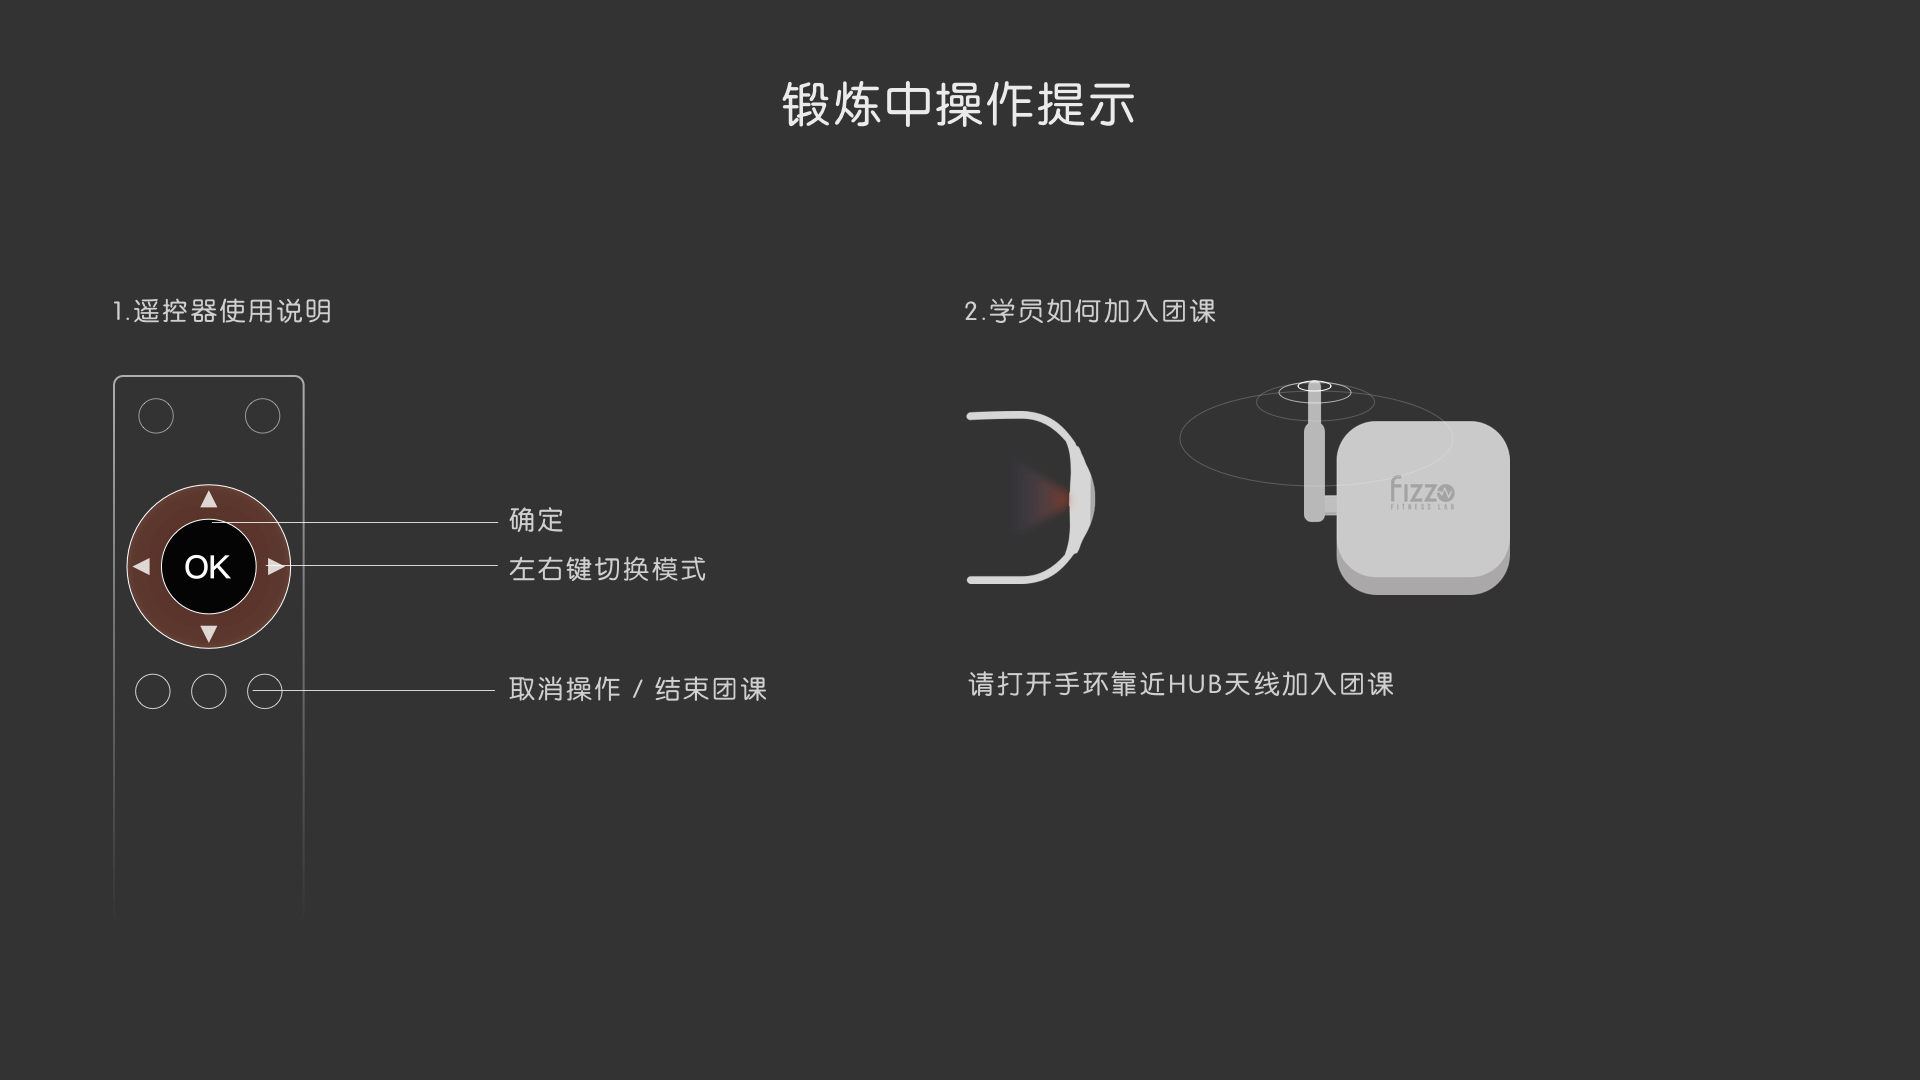 锻炼中操作提示
1.遥控器使用说明
OK
确定
左右键切换模式
取消操作 / 结束团课
2.学员如何加入团课
fizzo
FITNESS LAB
请打开手环靠近HUB天线加入团课